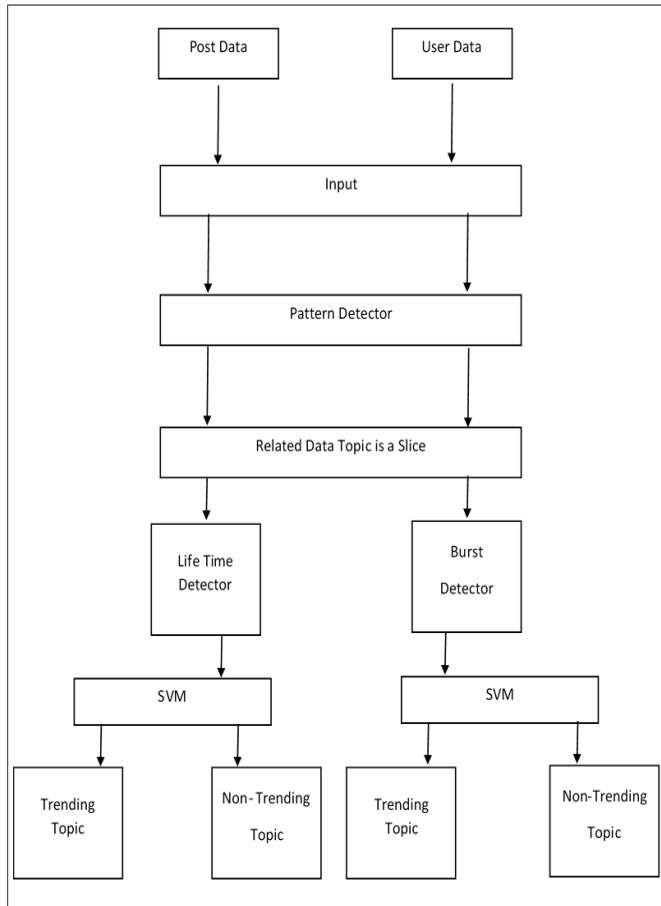 Post Data
User Data
Input
Pattern Detector
Related Data Topic is a Slice
Life Time
Detector
Burst
Detector
SVM
SVM
Trending
Topic
Non- Trending
Topic
Trending
Topic
Non-Trending
Topic